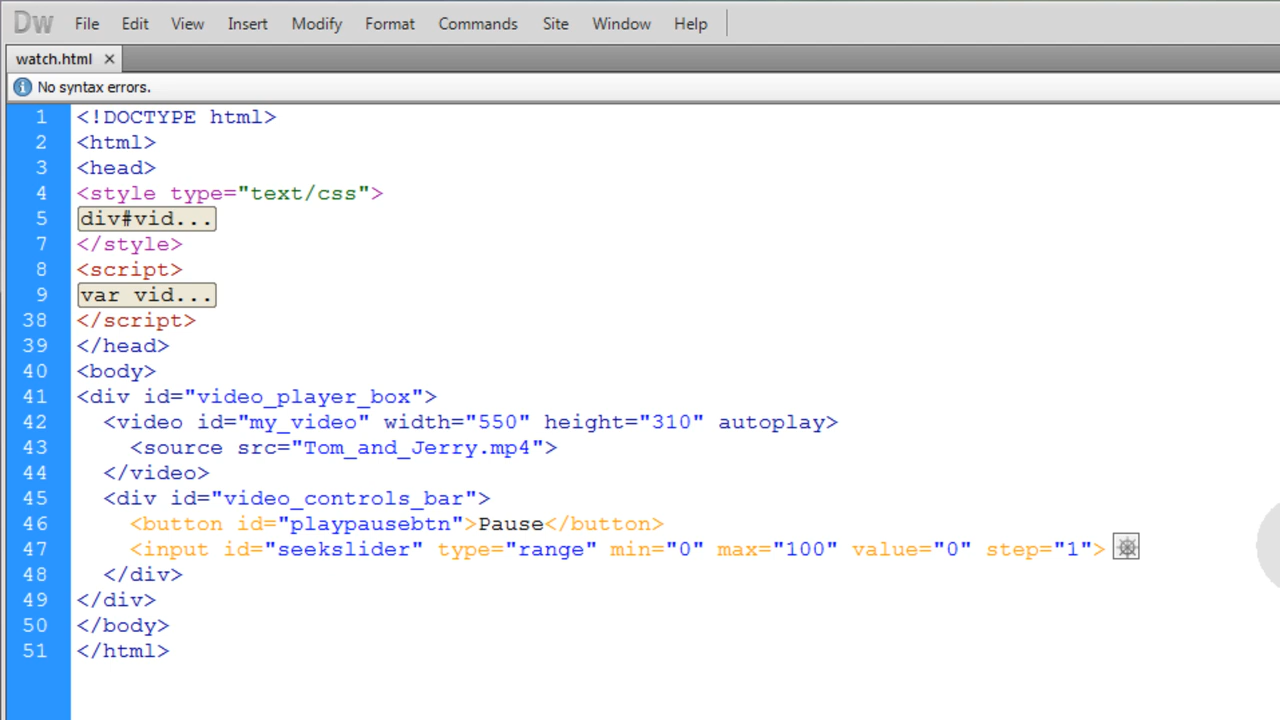 Dw File Edit View Insert Modify Format Commands Site Window Help
watch.html ×
No syntax errors.
1 <!DOCTYPE html>
2 <html>
3 <head>
4 <style type="text/css">
5 div#vid...
7 </style>
8 <script>
9 var vid...
38 </script>
39 </head>
40 <body>
41 <div id="video_player_box">
42 <video id="my_video" width="550" height="310" autoplay>
43 <source src="Tom_and_Jerry.mp4">
44 </video>
45 <div id="video_controls_bar">
46 <button id="playpausebtn">Pause</button>
47 <input id="seekslider" type="range" min="0" max="100" value="0" step="1">
48 </div>
49 </div>
50 </body>
51 </html>